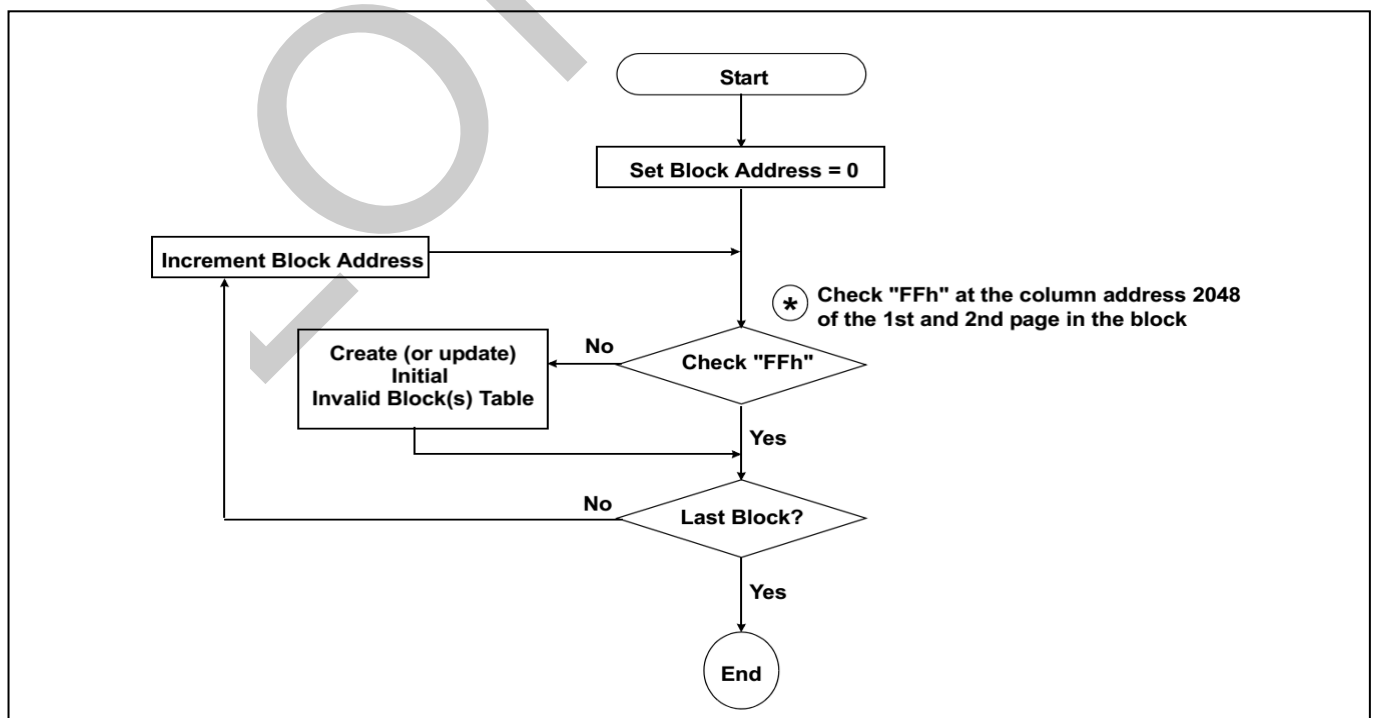 Start
Set Block Address = 0
Increment Block Address
* Check "FFh" at the column address 2048
of the 1st and 2nd page in the block
Create (or update)
Initial
Invalid Block(s) Table
No
Check "FFh"
Yes
No
Last Block?
Yes
End